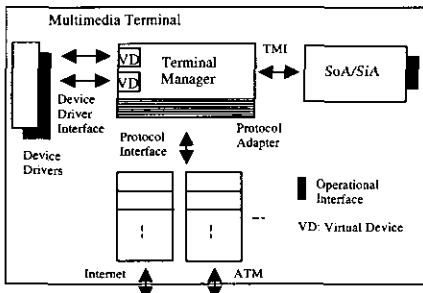 Multimedia Terminal
VD
VD
Terminal
Manager
TMI
SoA/SiA
Device
Driver
Interface
Device
Drivers
Protocol
Interface
Protocol
Adapter
Operational
Interface
VD: Virtual Device
Internet
ATM